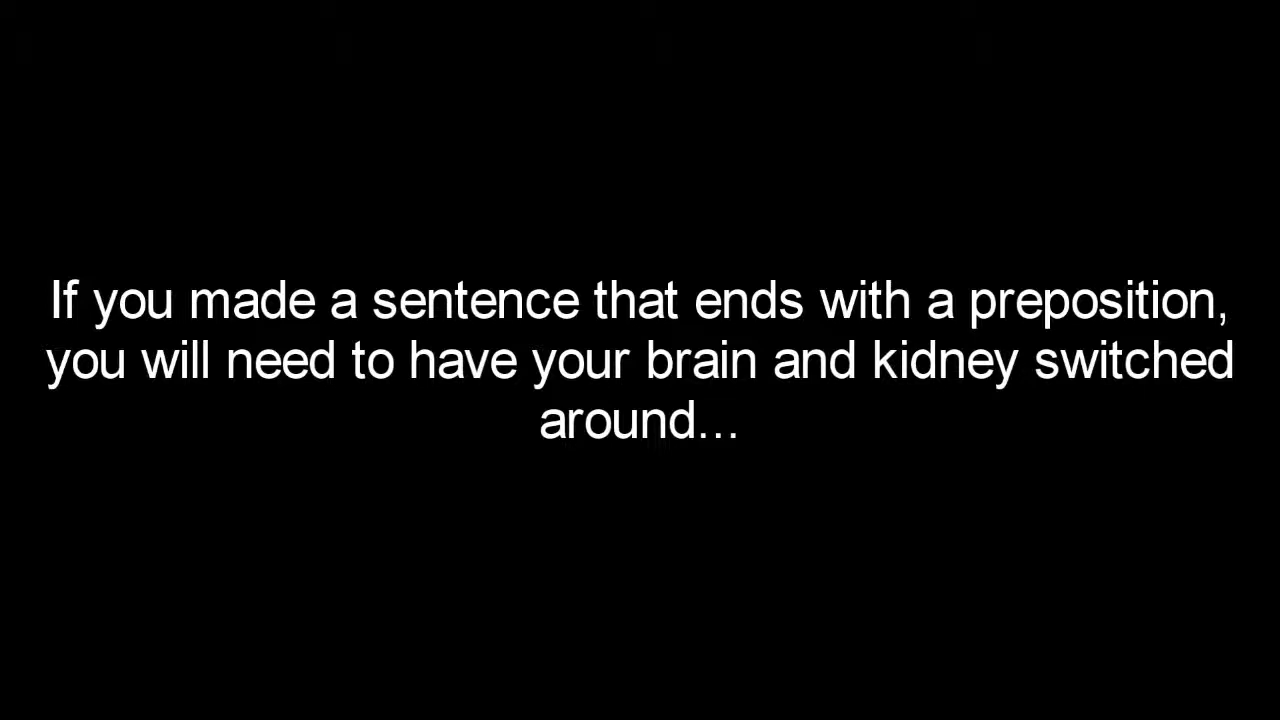 If you made a sentence that ends with a preposition,
you will need to have your brain and kidney switched
around...